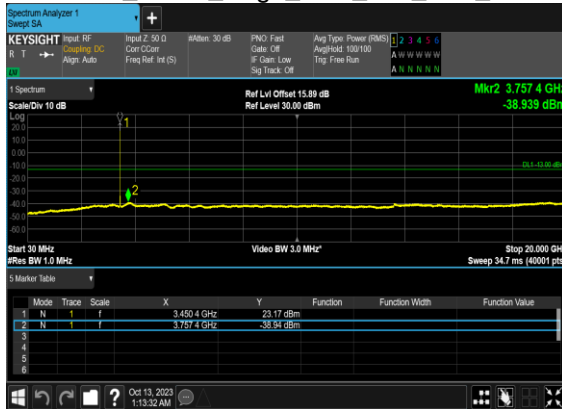 Spectrum Analyzer 1
Swept SA
+
KEYSIGHT Input: RF Input Z: 50 Ω #Atten: 30 dB PNO: Fast Avg Type: Power (RMS) 1 2 3 4 5 6
R T Coupling: DC Corr CCorr Gate: Off Avg|Hold: 100/100 A W W W W W
Align: Auto Freq Ref: Int (S) IF Gain: Low Trig: Free Run
LXI Sig Track: Off A N N N N N
1 Spectrum Ref Lvl Offset 15.89 dB Mkr2 3.757 4 GHz
Scale/Div 10 dB Ref Level 30.00 dBm -38.939 dBm
Log
20.0
10.0
0.00
-10.0
-20.0
-30.0
-40.0
-50.0
-60.0
1
2
DL1 -13.00 dBm
Start 30 MHz Video BW 3.0 MHz* Stop 20.000 GHz
#Res BW 1.0 MHz Sweep 34.7 ms (40001 pts)
5 Marker Table
Mode Trace Scale X Y Function Function Width Function Value
1 N 1 f 3.450 4 GHz 23.17 dBm
2 N 1 f 3.757 4 GHz -38.94 dBm
3
4
5
6
? Oct 13, 2023
1:13:32 AM